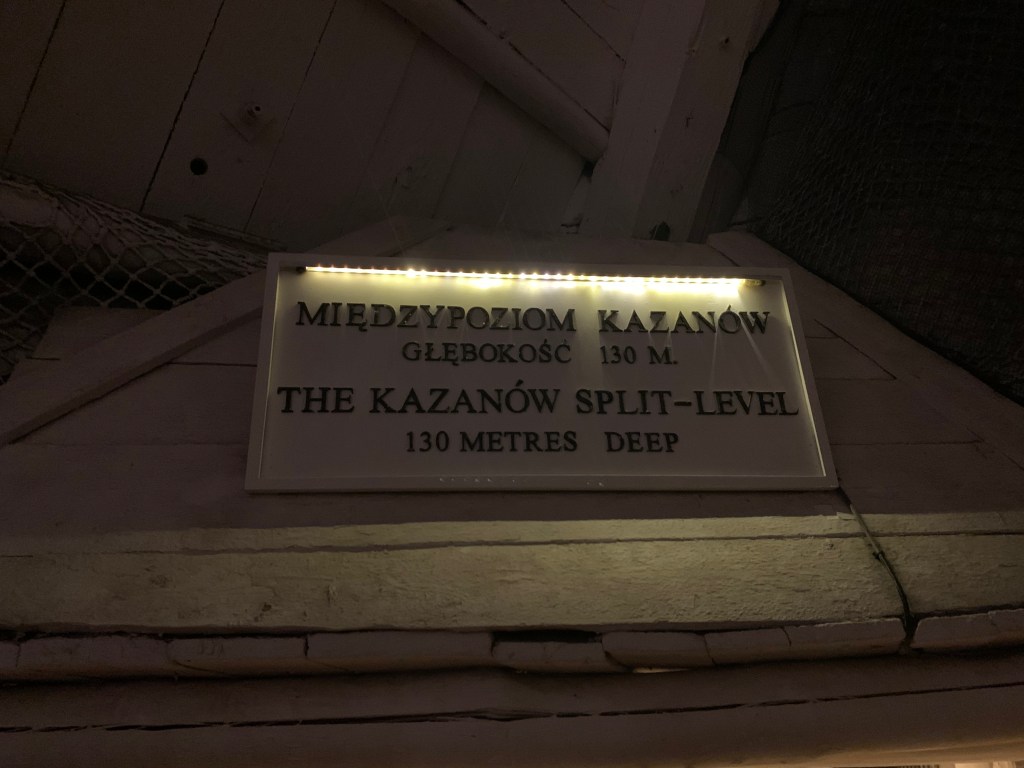 MIĘDZYPOZIOM KAZANÓW
GŁĘBOKOŚĆ 130 M.
THE KAZANÓW SPLIT-LEVEL
130 METRES DEEP